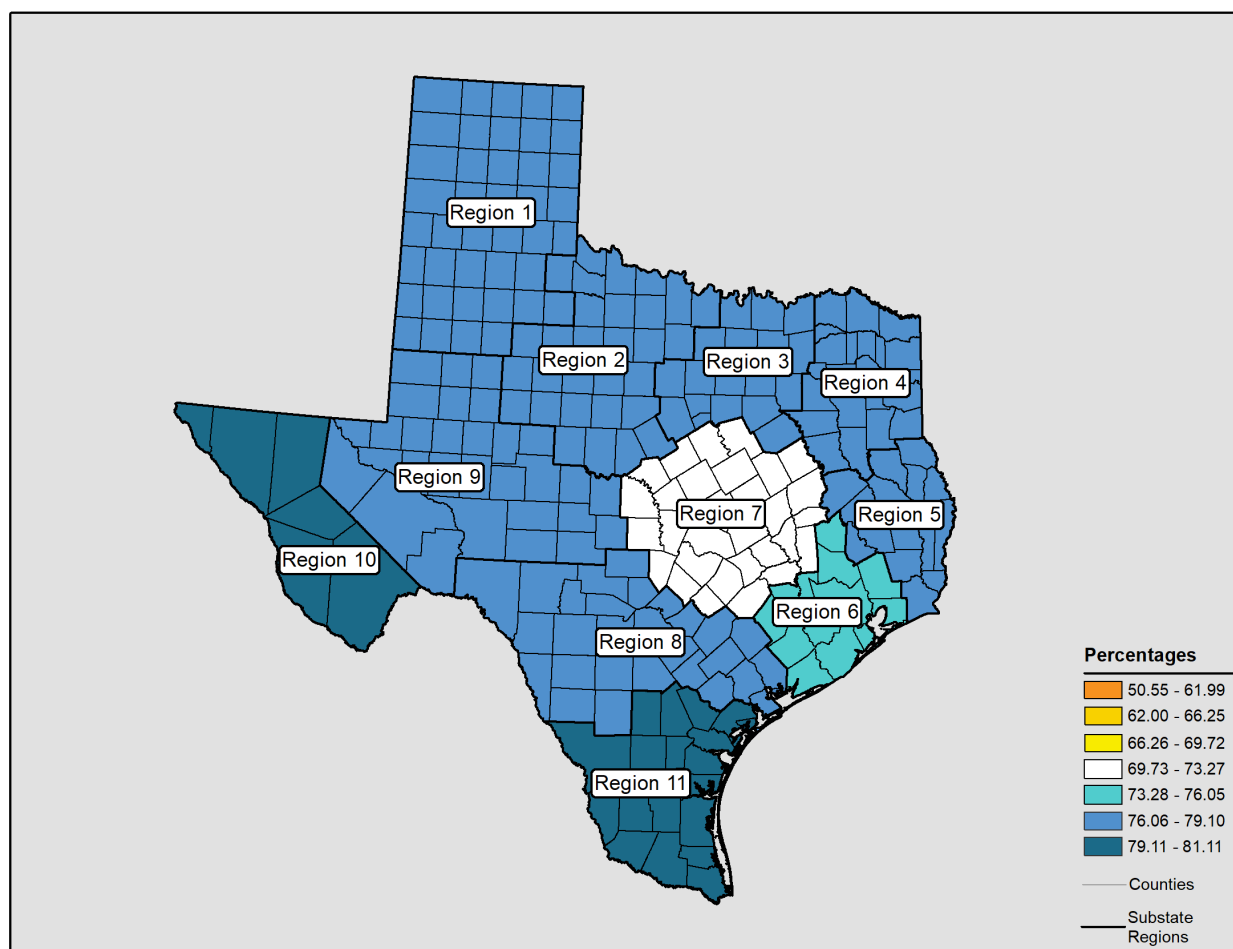 Region 1
Region 2
Region 3
Region 4
Region 9
Region 7
Region 5
Region 10
Region 6
Region 8
Region 11
Percentages
50.55 - 61.99
62.00 - 66.25
66.26 - 69.72
69.73 - 73.27
73.28 - 76.05
76.06 - 79.10
79.11 - 81.11
Counties
Substate
Regions